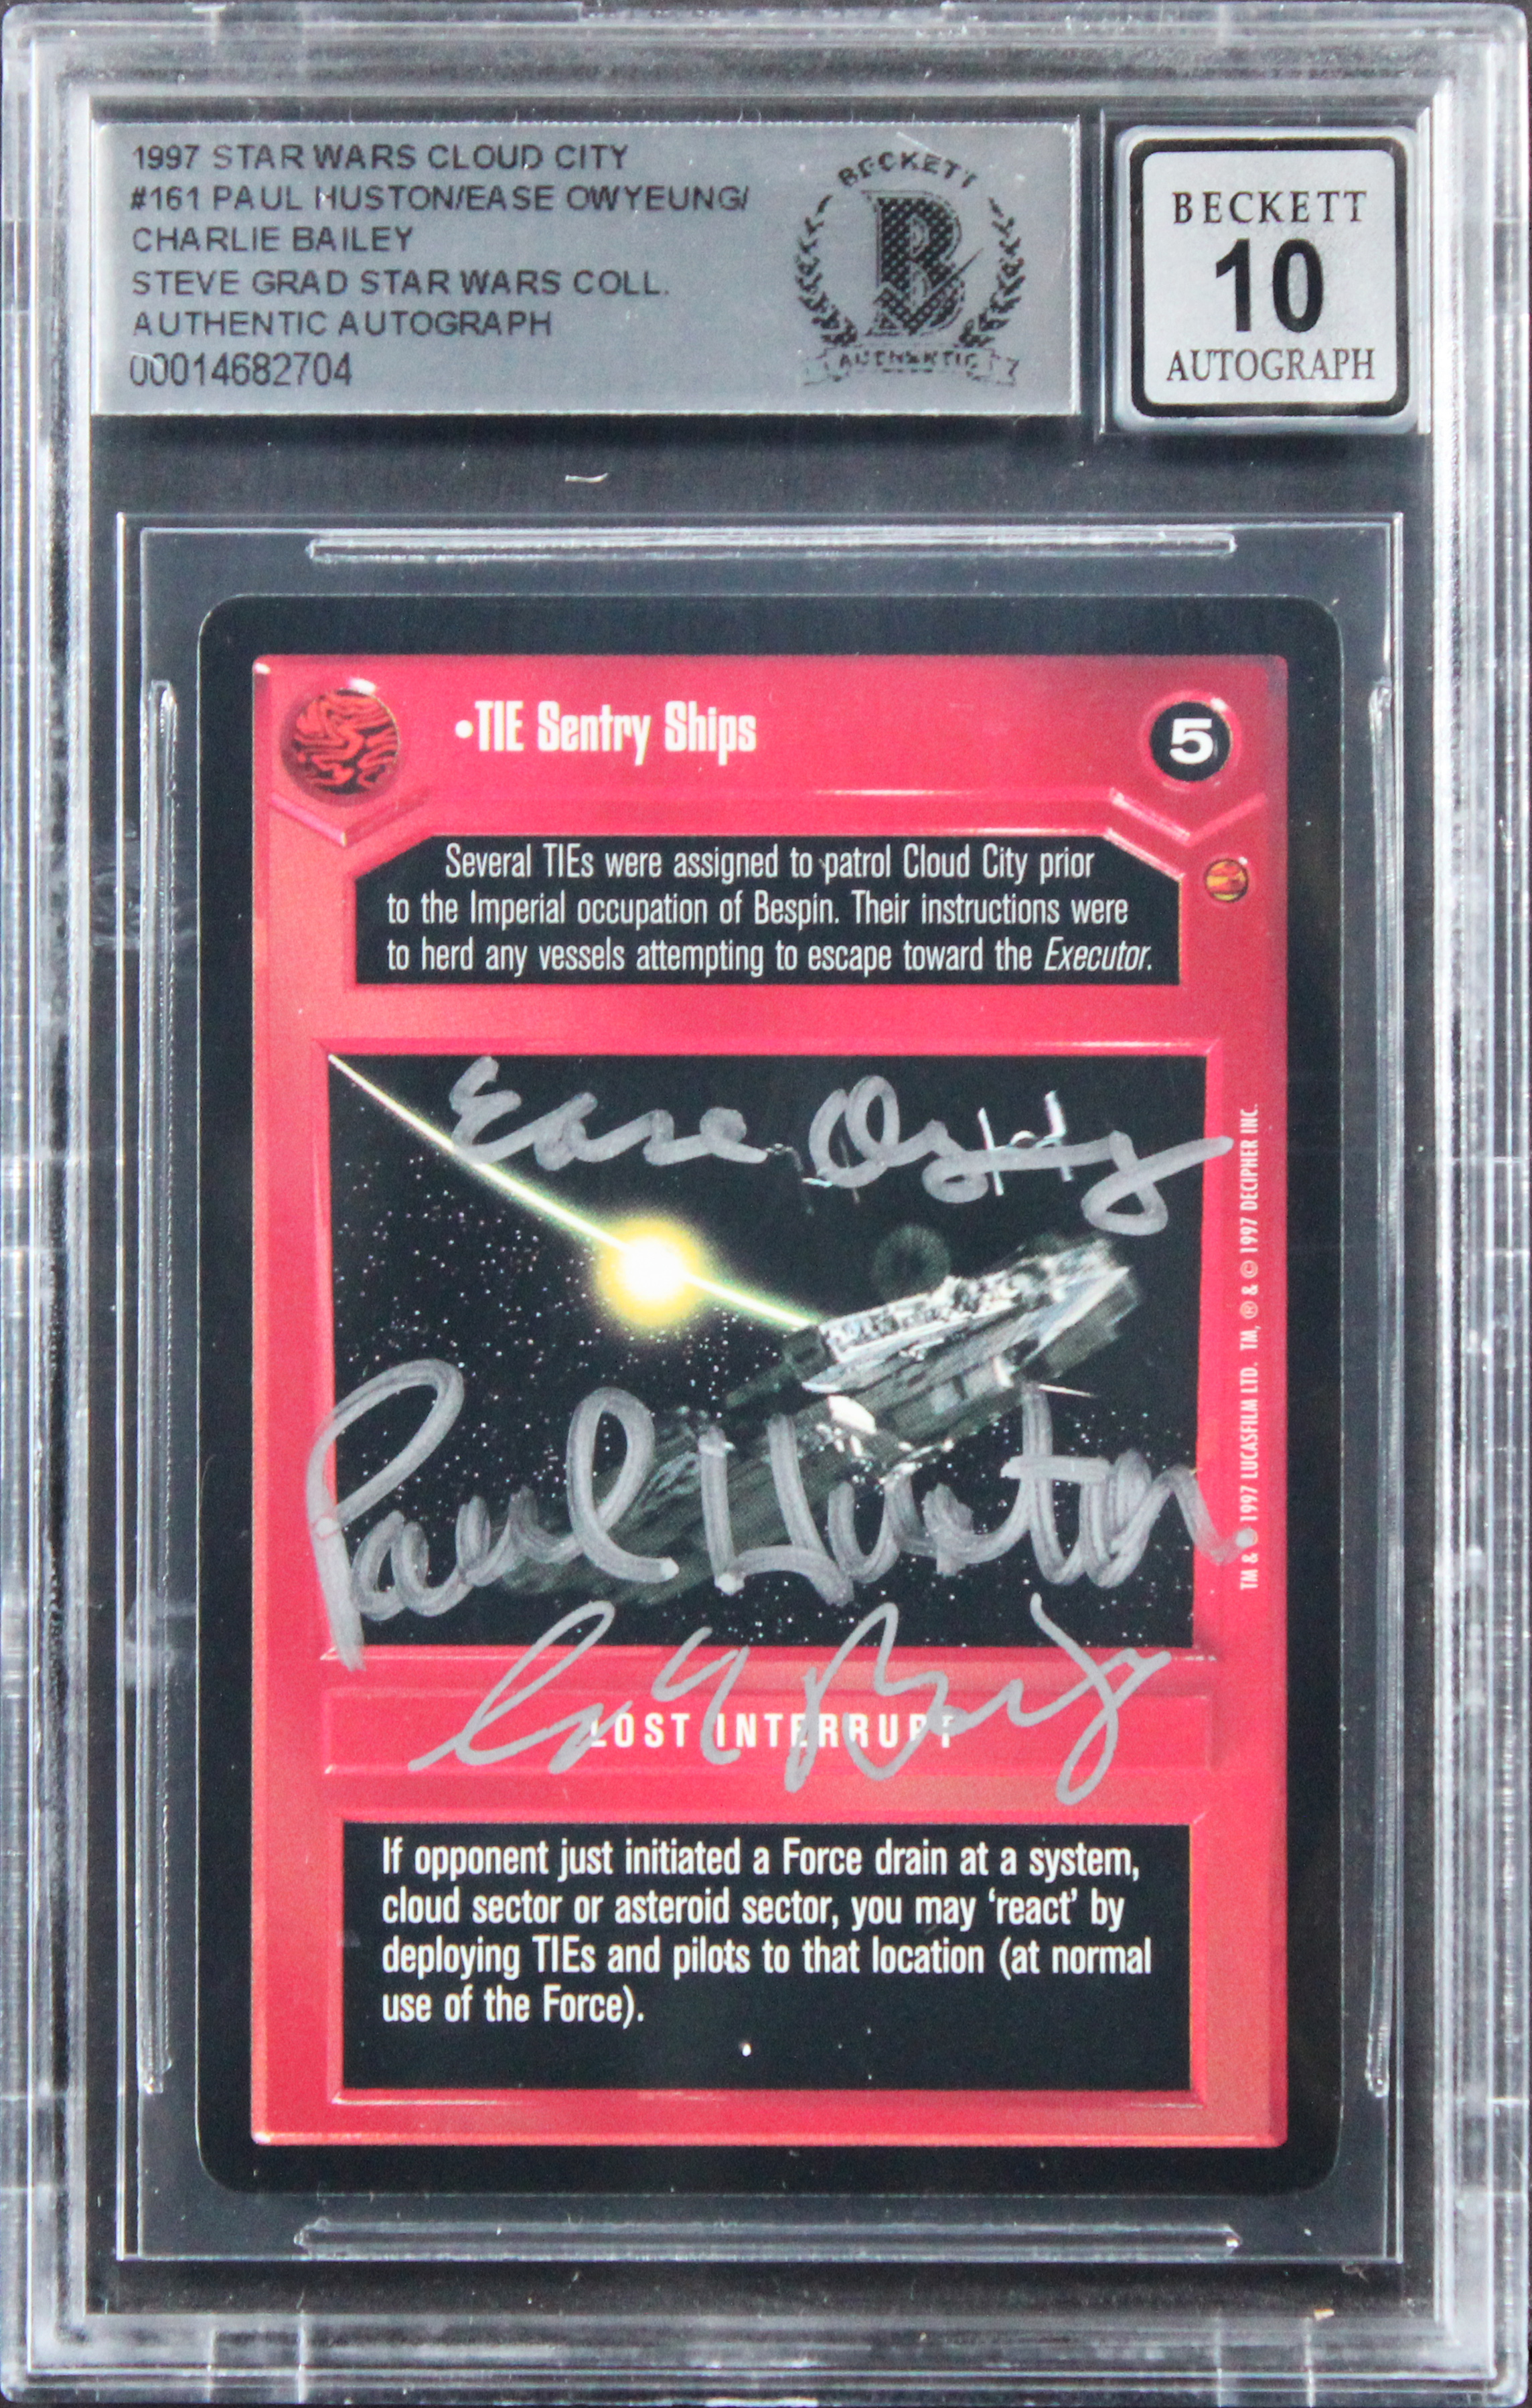 1997 STAR WARS CLOUD CITY
#161 PAUL HUSTON/EASE OWYEUNG/
CHARLIE BAILEY
STEVE GRAD STAR WARS COLL.
AUTHENTIC AUTOGRAPH
00014682704
BECKETT
B
AUTHENTIC
BECKETT
10
AUTOGRAPH
•TIE Sentry Ships
5
Several TIEs were assigned to patrol Cloud City prior
to the Imperial occupation of Bespin. Their instructions were
to herd any vessels attempting to escape toward the Executor.
Ease Owyeung
Paul Huston
TM & © 1997 LUCASFILM LTD. TM, ® & © 1997 DECIPHER INC.
LOST INTERRUPT
If opponent just initiated a Force drain at a system,
cloud sector or asteroid sector, you may ‘react’ by
deploying TIEs and pilots to that location (at normal
use of the Force).